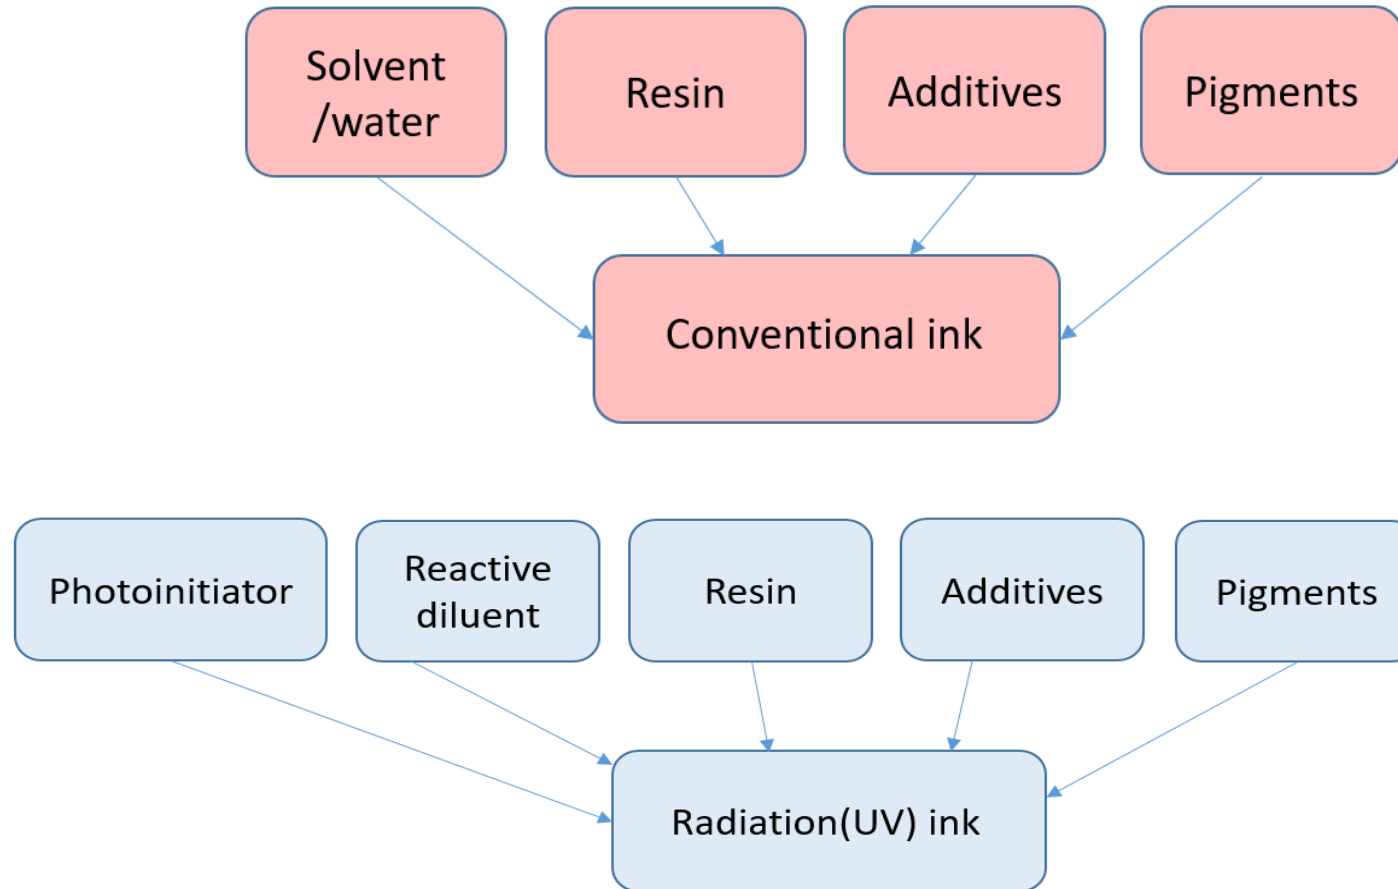 Solvent
/water
Resin
Additives
Pigments
Conventional ink
Photoinitiator
Reactive
diluent
Resin
Additives
Pigments
Radiation(UV) ink